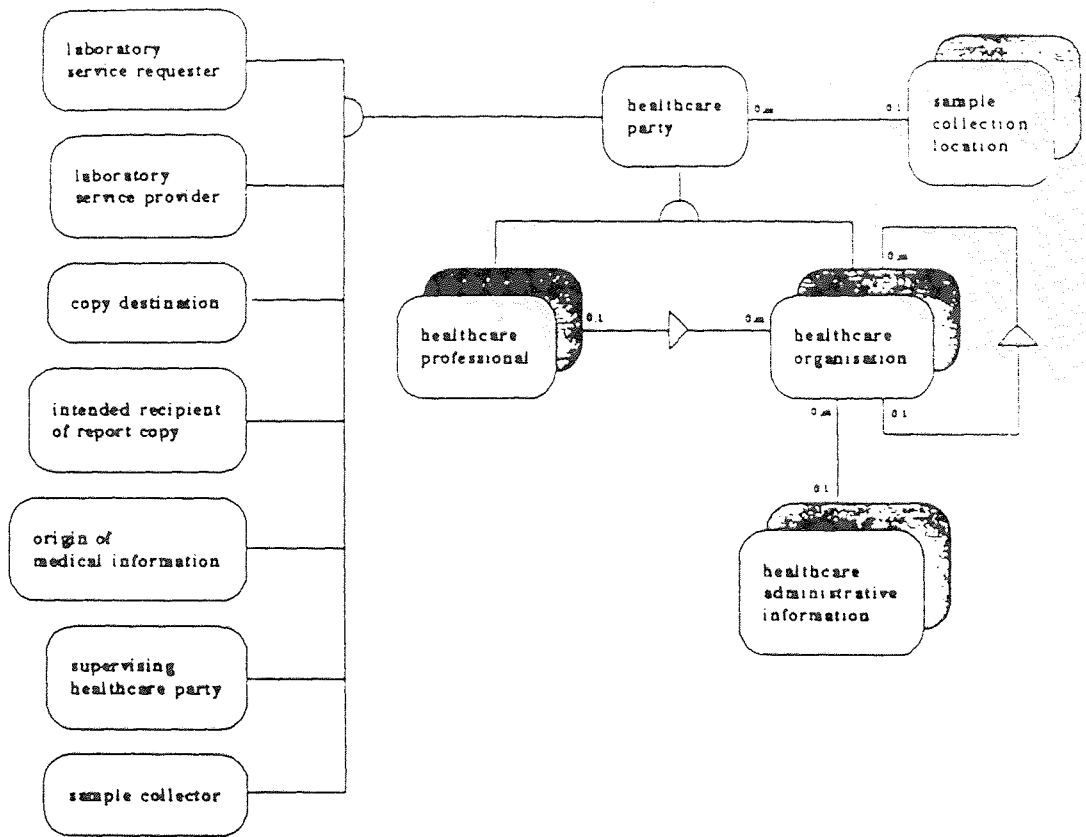 laboratory
service requester
healthcare
party
0,m
0,1
sample
collection
location
laboratory
service provider
copy destination
0,m
healthcare
professional
0,1
0,m
healthcare
organisation
0,m
0,1
intended recipient
of report copy
0,1
origin of
medical information
healthcare
administrative
information
supervising
healthcare party
sample collector